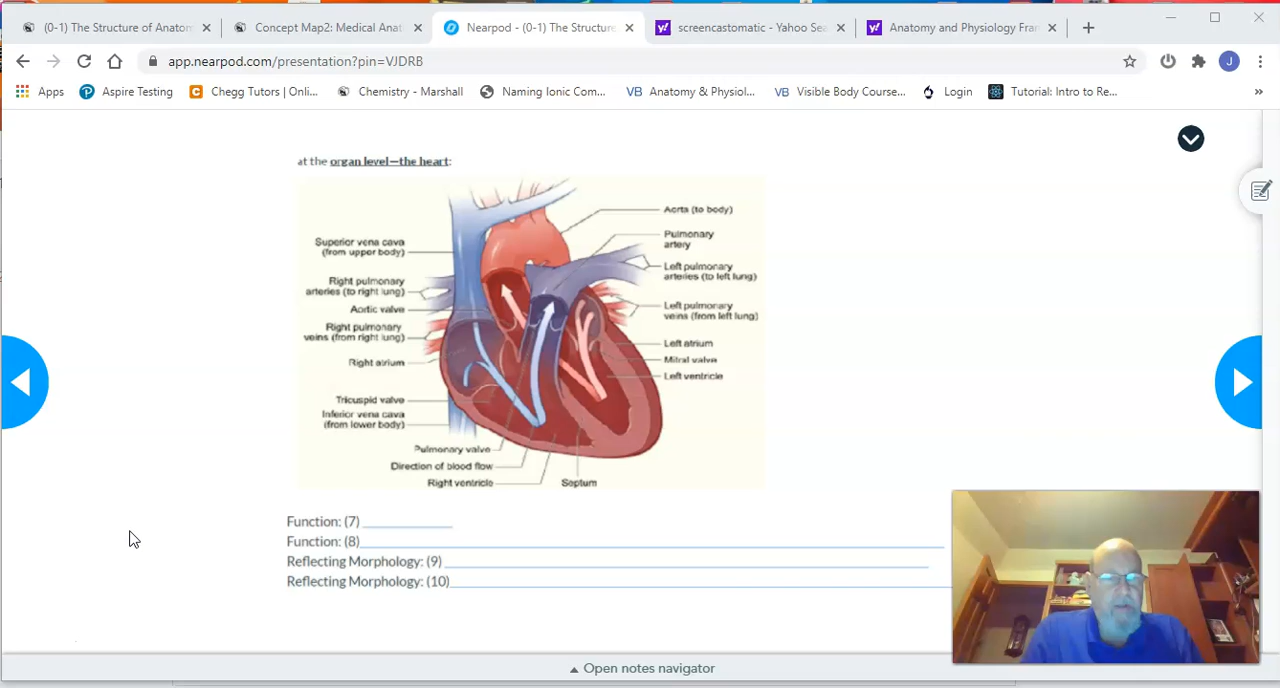 (0-1) The Structure of Anatom
Concept Map2: Medical Anat
Nearpod - (0-1) The Structure
screencastomatic - Yahoo Sea
Anatomy and Physiology Fran
app.nearpod.com/presentation?pin=VJDRB
J
Apps
Aspire Testing
Chegg Tutors | Onli...
Chemistry - Marshall
Naming Ionic Com...
VB Anatomy & Physiol...
VB Visible Body Course...
Login
Tutorial: Intro to Re...
»
at the organ level—the heart:
Aorta (to body)
Pulmonary
artery
Left pulmonary
arteries (to left lung)
Left pulmonary
veins (from left lung)
Left atrium
Mitral valve
Left ventricle
Superior vena cava
(from upper body)
Right pulmonary
arteries (to right lung)
Aortic valve
Right pulmonary
veins (from right lung)
Right atrium
Tricuspid valve
Inferior vena cava
(from lower body)
Pulmonary valve
Direction of blood flow
Right ventricle
Septum
Function: (7)
Function: (8)
Reflecting Morphology: (9)
Reflecting Morphology: (10)
Open notes navigator